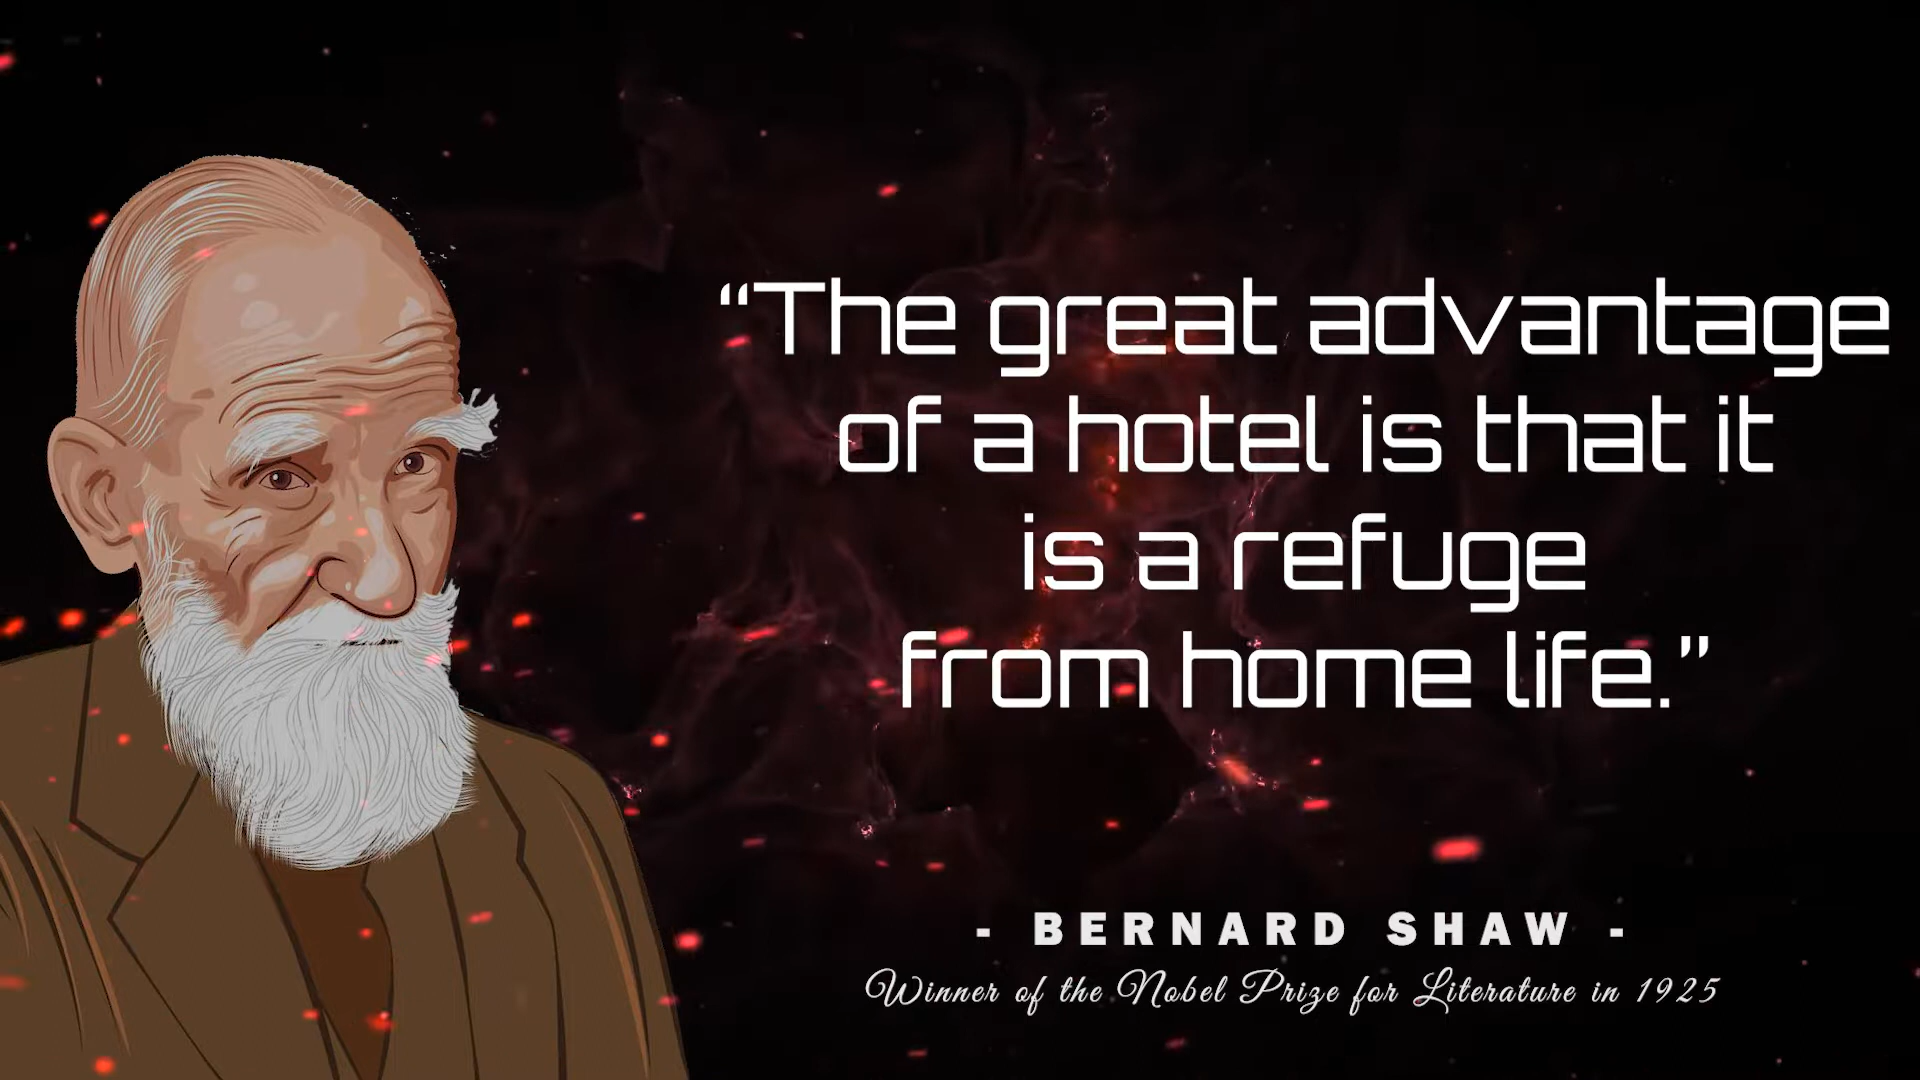 “The great advantage
of a hotel is that it
is a refuge
from home life.”
- BERNARD SHAW -
Winner of the Nobel Prize for Literature in 1925